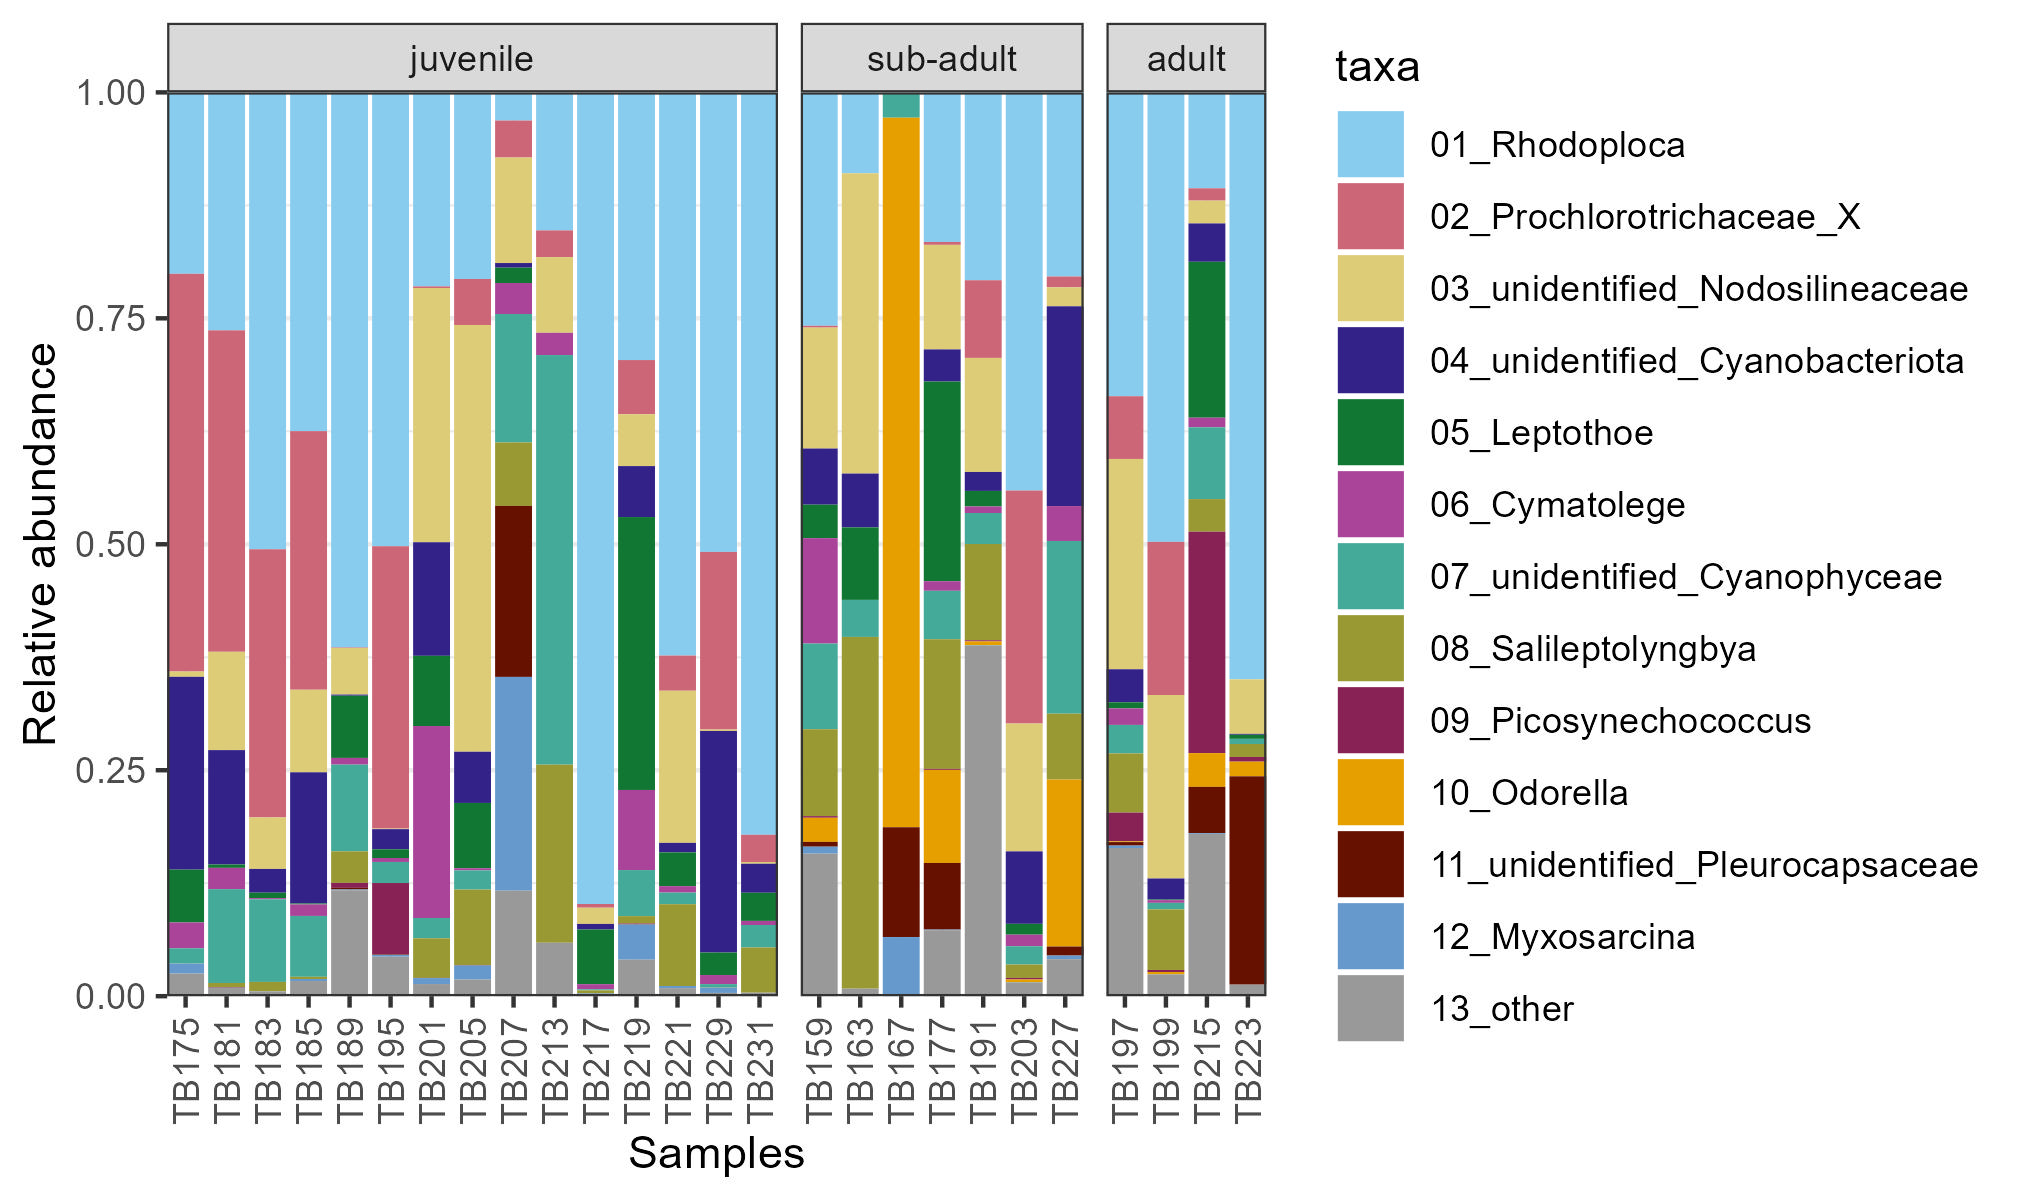 juvenile
sub-adult
adult
Relative abundance
1.00
0.75
0.50
0.25
0.00
TB175
TB181
TB183
TB185
TB189
TB195
TB201
TB205
TB207
TB213
TB217
TB219
TB221
TB229
TB231
TB159
TB163
TB167
TB177
TB191
TB203
TB227
TB197
TB199
TB215
TB223
Samples
taxa
01_Rhodoploca
02_Prochlorotrichaceae_X
03_unidentified_Nodosilineaceae
04_unidentified_Cyanobacteriota
05_Leptothoe
06_Cymatolege
07_unidentified_Cyanophyceae
08_Salileptolyngbya
09_Picosynechococcus
10_Odorella
11_unidentified_Pleurocapsaceae
12_Myxosarcina
13_other